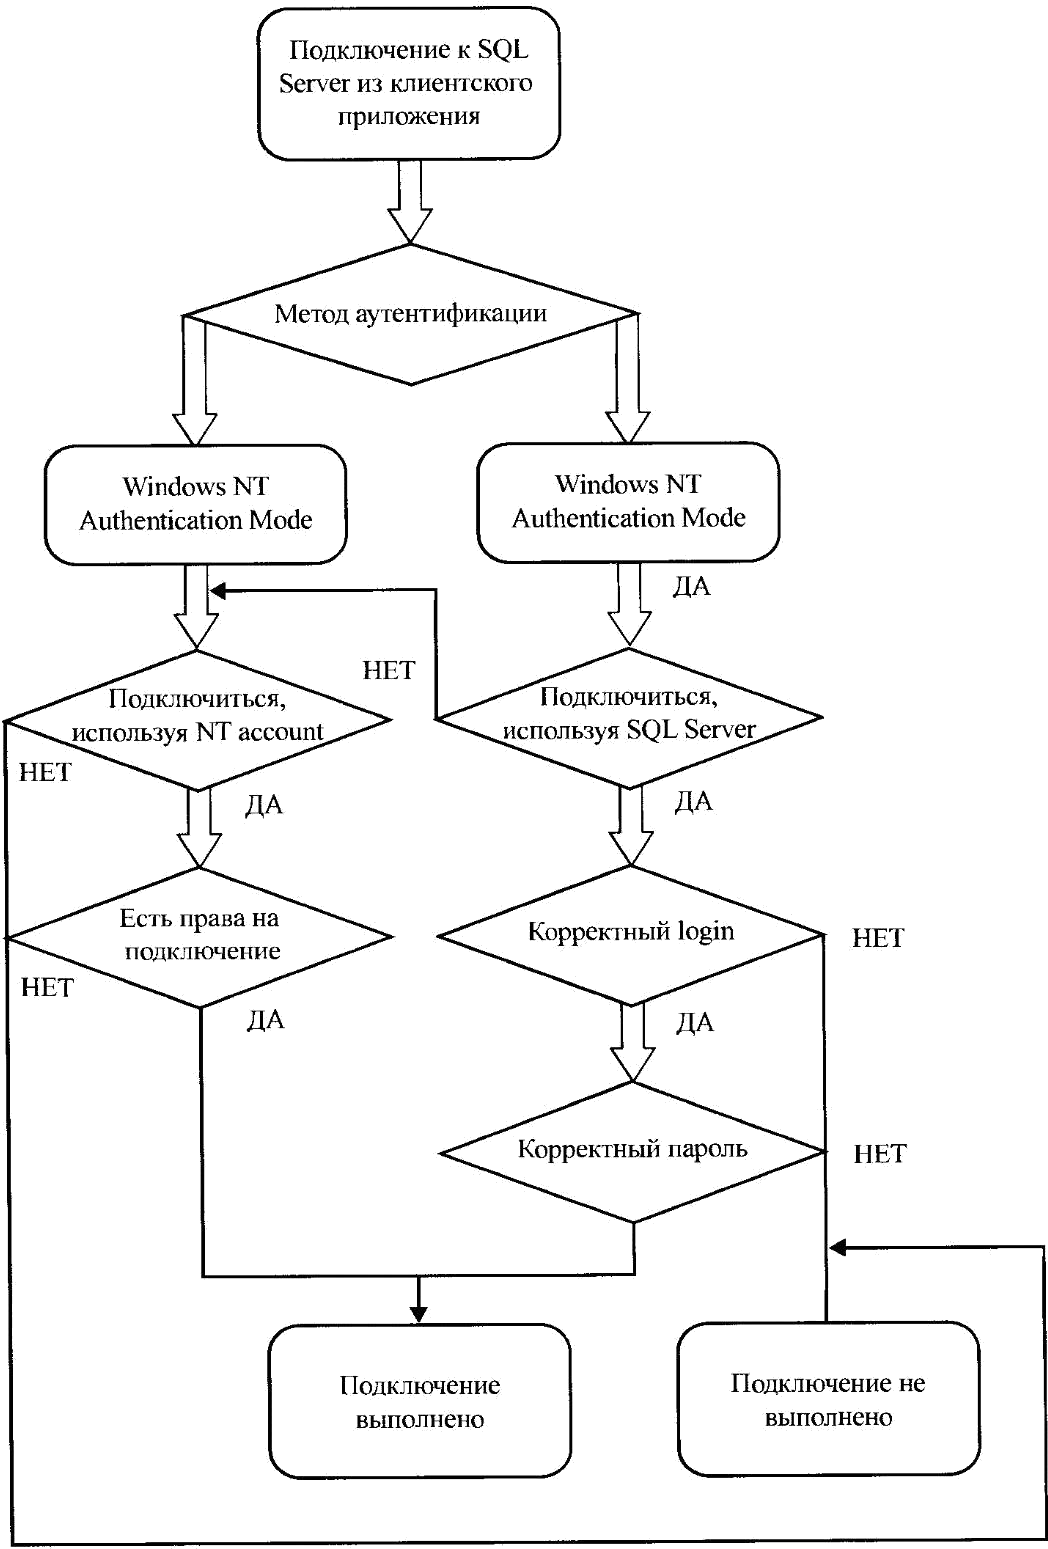 Подключение к SQL
Server из клиентского
приложения
Метод аутентификации
Windows NT
Authentication Mode
Windows NT
Authentication Mode
ДА
НЕТ
Подключиться,
используя NT account
НЕТ
ДА
Подключиться,
используя SQL Server
ДА
Есть права на
подключение
НЕТ
ДА
Корректный login
НЕТ
ДА
Корректный пароль
НЕТ
Подключение
выполнено
Подключение не
выполнено